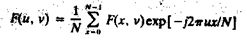 F(u, v) = 1/N ∑_{x=0}^{N-1} F(x, v) exp[-j2πux/N]